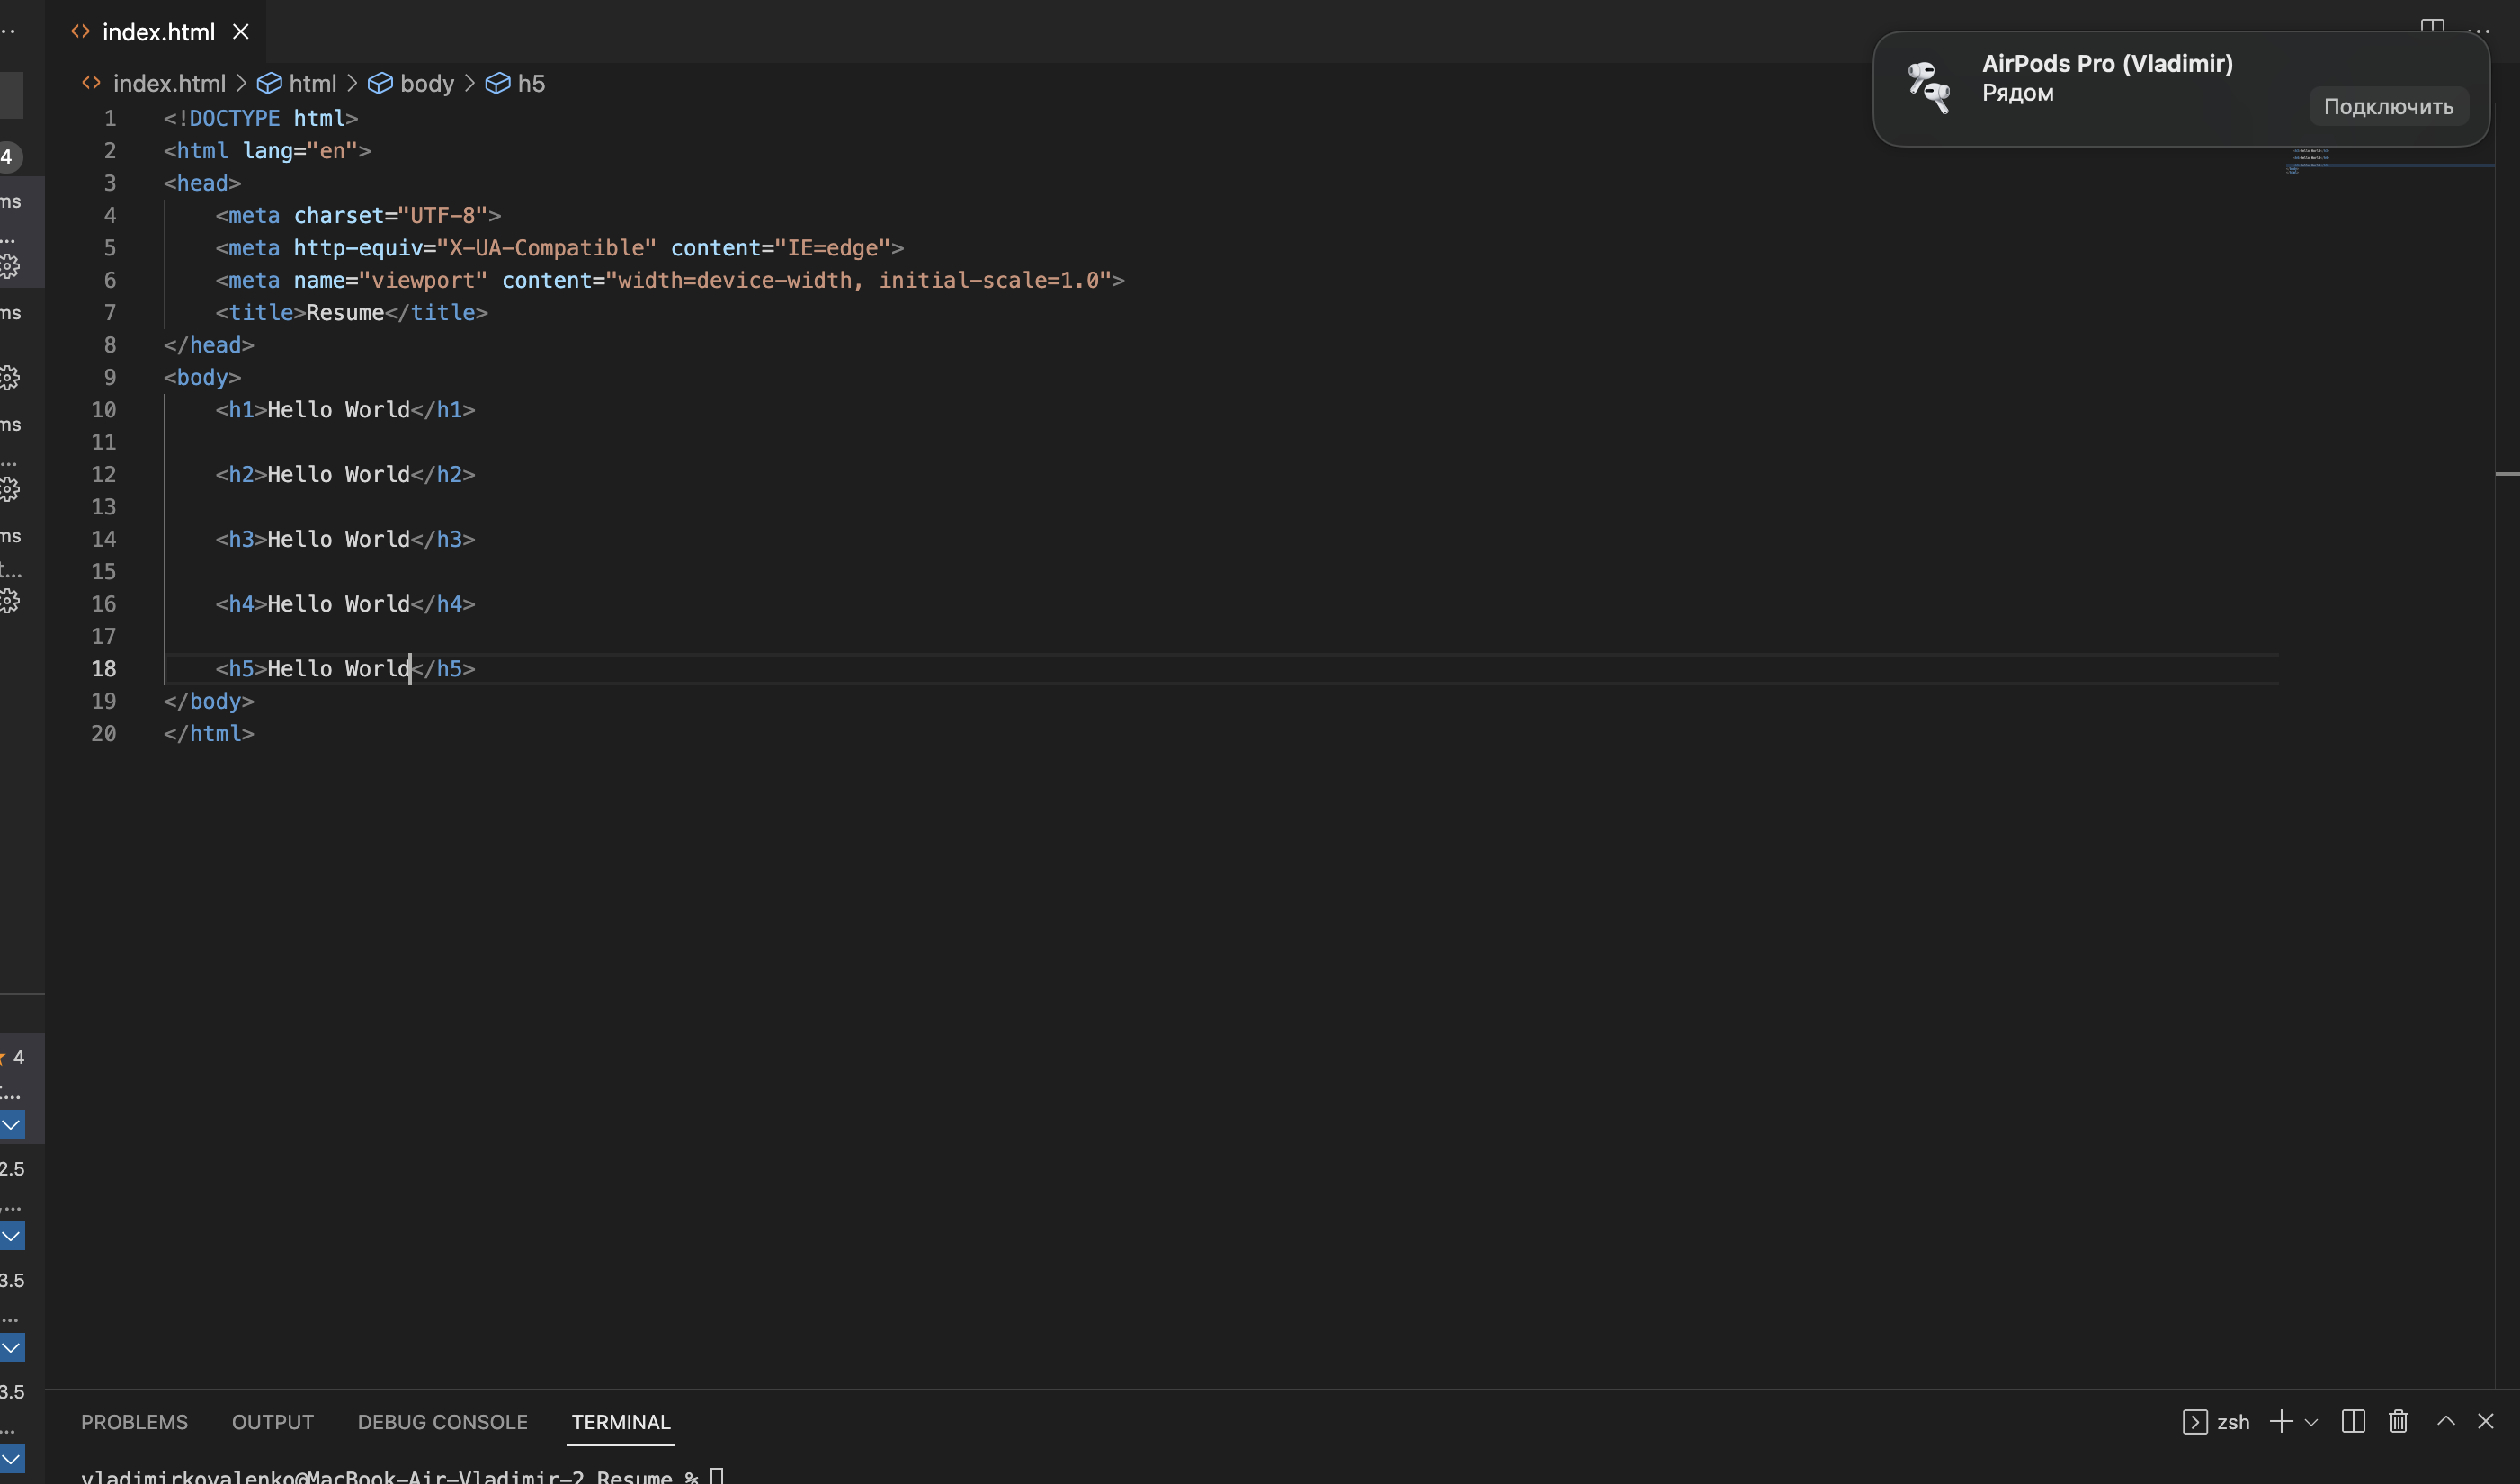 index.html
AirPods Pro (Vladimir)
Рядом
Подключить
index.html > html > body > h5
4
ms
ms
ms
ms
1 <!DOCTYPE html>
2 <html lang="en">
3 <head>
4     <meta charset="UTF-8">
5     <meta http-equiv="X-UA-Compatible" content="IE=edge">
6     <meta name="viewport" content="width=device-width, initial-scale=1.0">
7     <title>Resume</title>
8 </head>
9 <body>
10     <h1>Hello World</h1>
11
12     <h2>Hello World</h2>
13
14     <h3>Hello World</h3>
15
16     <h4>Hello World</h4>
17
18     <h5>Hello World</h5>
19 </body>
20 </html>
4
2.5
3.5
3.5
PROBLEMS OUTPUT DEBUG CONSOLE TERMINAL zsh
vladimirkovalenko@MacBook-Air-Vladimir-2 Resume %